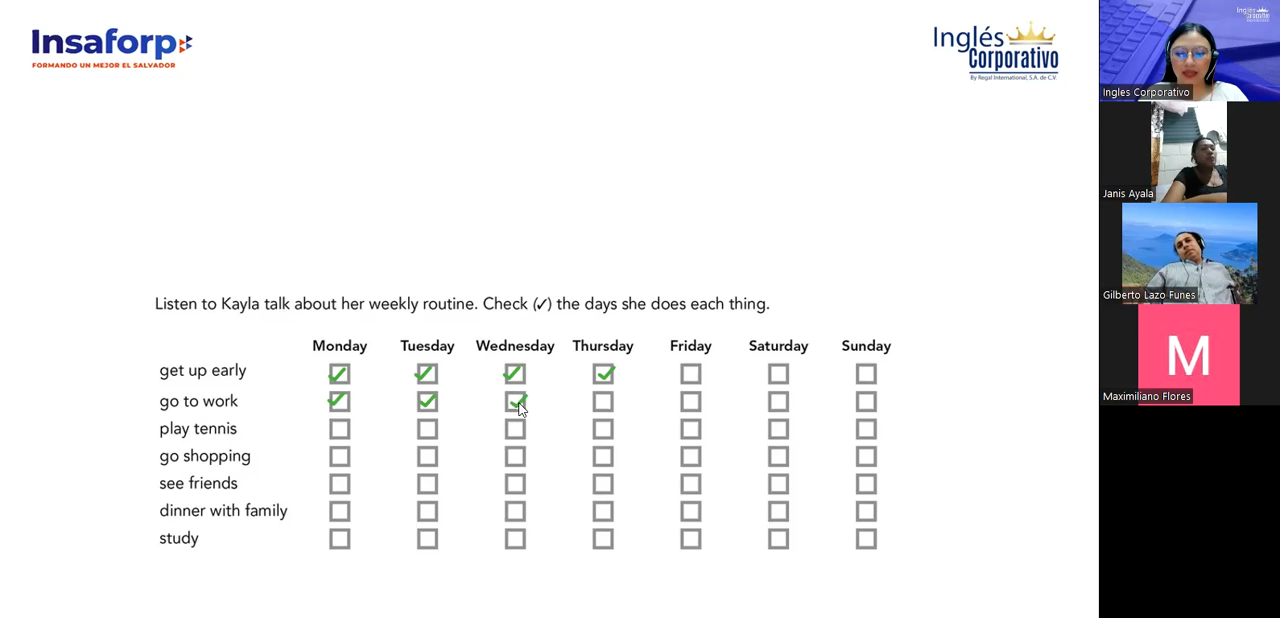 Insaforp
FORMANDO UN MEJOR EL SALVADOR
Inglés
Corporativo
By Regal International, S.A. de C.V.
Listen to Kayla talk about her weekly routine. Check (✓) the days she does each thing.
Monday Tuesday Wednesday Thursday Friday Saturday Sunday
get up early
go to work
play tennis
go shopping
see friends
dinner with family
study
Ingles Corporativo
Janis Ayala
Gilberto Lazo Funes
M
Maximiliano Flores